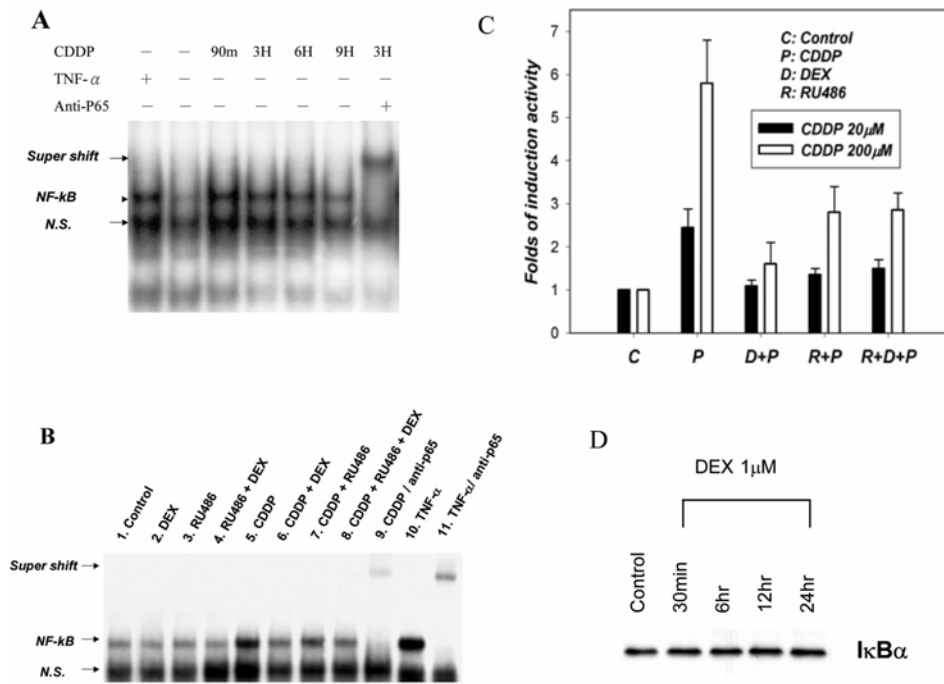 A
CDDP – – 90m 3H 6H 9H 3H
TNF-α + – – – – – –
Anti-P65 – – – – – – +
Super shift
NF-kB
N.S.
B
1. Control
2. DEX
3. RU486
4. RU486 + DEX
5. CDDP
6. CDDP + DEX
7. CDDP + RU486
8. CDDP + RU486 + DEX
9. CDDP / anti-p65
10. TNF-α
11. TNF-α/ anti-p65
Super shift
NF-kB
N.S.
C
C: Control
P: CDDP
D: DEX
R: RU486
CDDP 20μM
CDDP 200μM
Folds of induction activity
7
6
5
4
3
2
1
0
C P D+P R+P R+D+P
D
DEX 1μM
Control
30min
6hr
12hr
24hr
IκBα